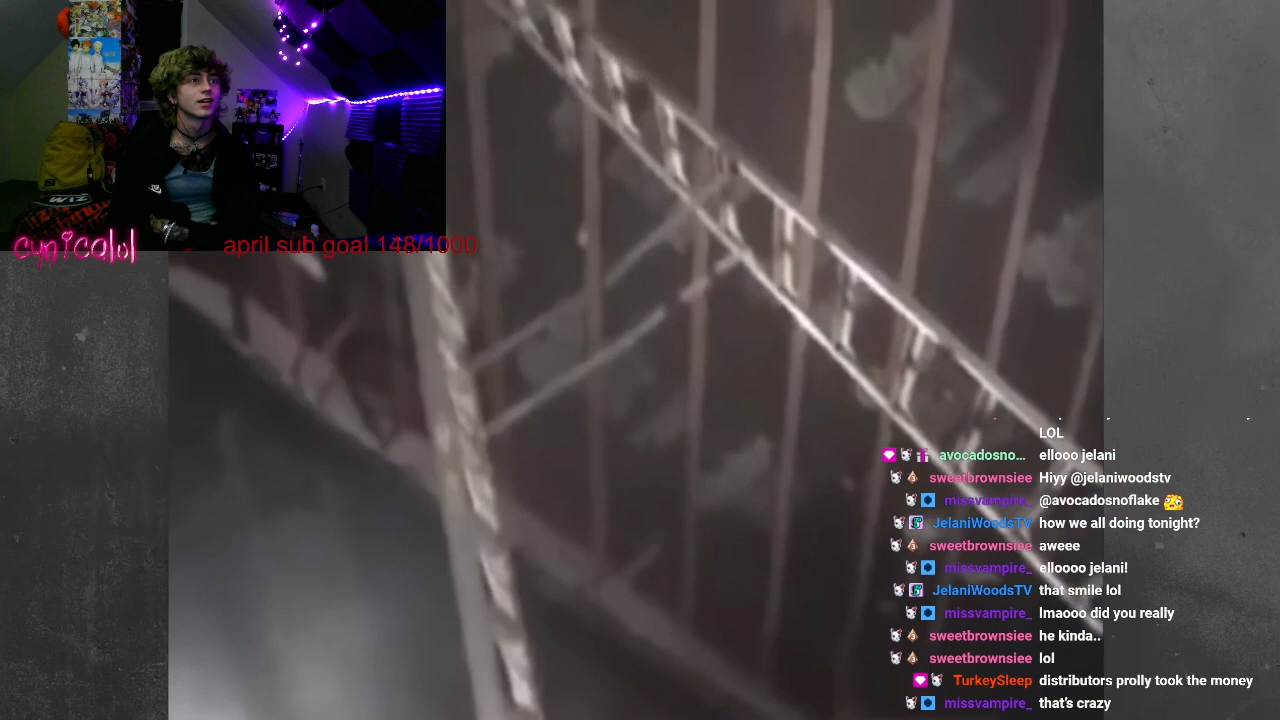 WIZ
cynicalol
april sub goal 148/1000
LOL
avocadosno... ellooo jelani
sweetbrownsiee Hiyy @jelaniwoodstv
missvampire_ @avocadosnoflake
JelaniWoodsTV how we all doing tonight?
sweetbrownsiee aweee
missvampire_ elloooo jelani!
JelaniWoodsTV that smile lol
missvampire_ lmaooo did you really
sweetbrownsiee he kinda..
sweetbrownsiee lol
TurkeySleep distributors prolly took the money
missvampire_ that's crazy